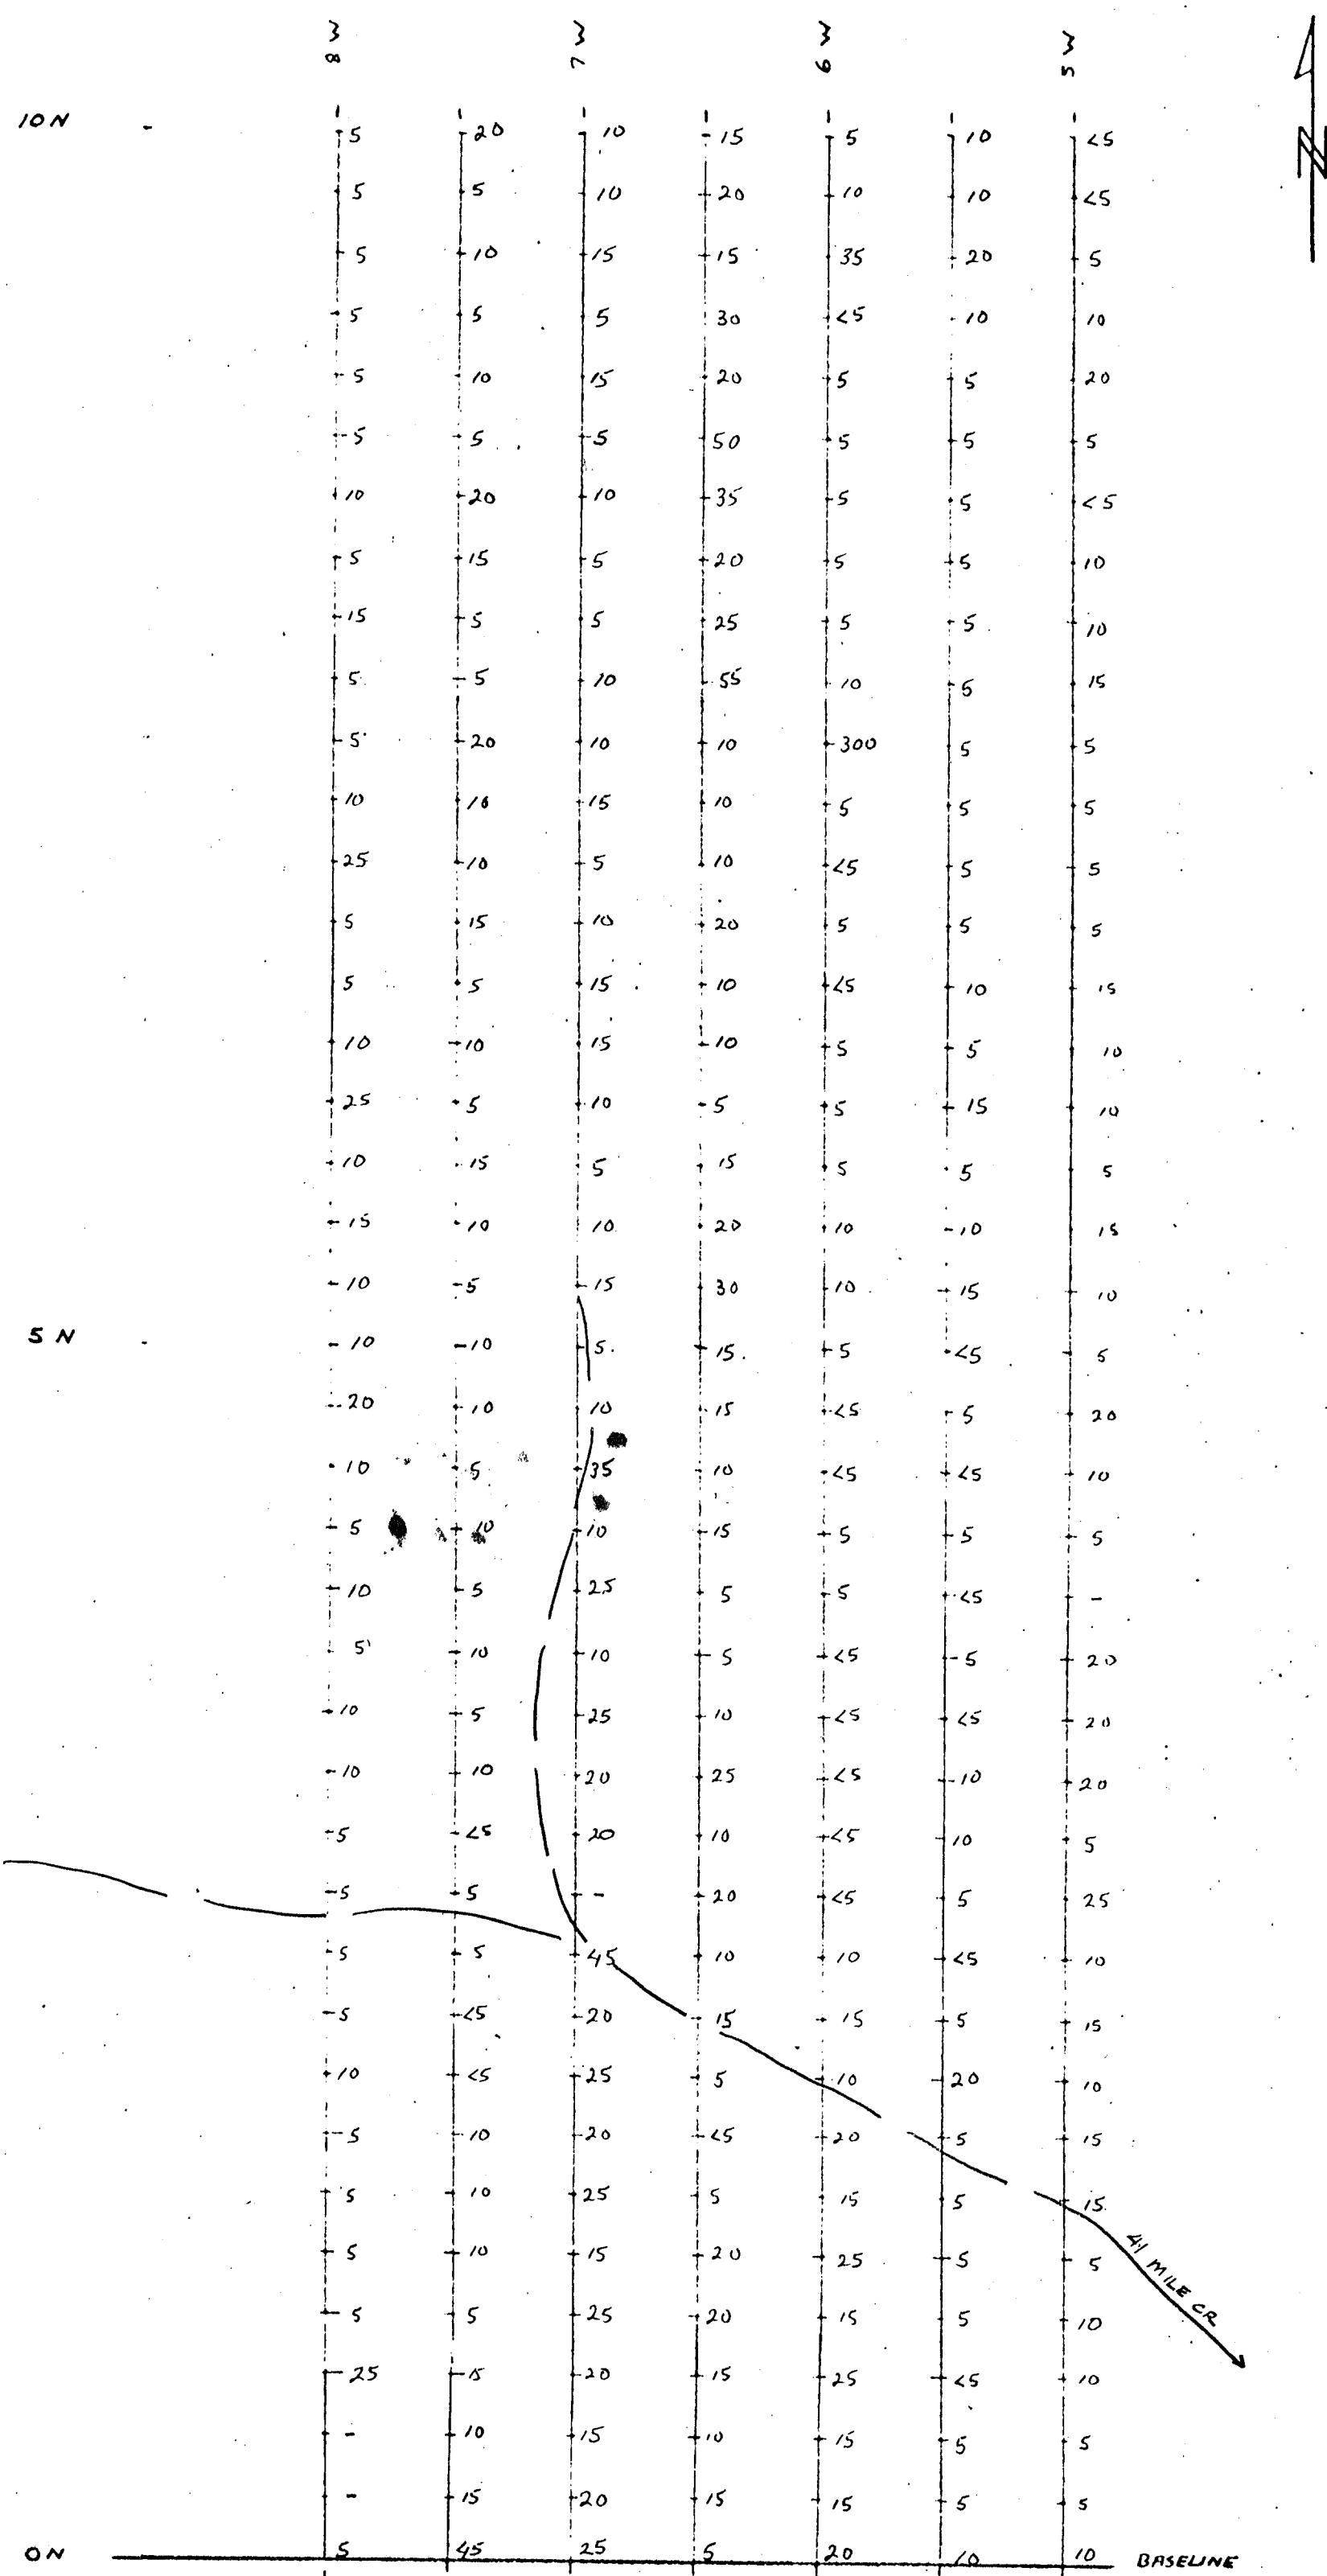 8W 7W 6W 5W
N
10N - 5 20 10 15 5 10 <5
5 5 10 20 10 10 <5
5 10 15 15 35 20 5
5 5 5 30 <5 10 10
5 10 15 20 5 5 20
5 5 5 50 5 5 5
10 20 10 35 5 5 <5
5 15 5 20 5 5 10
15 5 5 25 5 5 10
5 5 10 55 10 5 15
5 20 10 10 300 5 5
10 10 15 10 5 5 5
25 10 5 10 <5 5 5
5 15 10 20 5 5 5
5 5 15 10 <5 10 15
10 10 15 10 5 5 10
25 5 10 5 5 15 10
10 15 5 15 5 5 5
15 10 10 20 10 10 15
10 5 15 30 10 15 10
5N - 10 10 5 15 5 <5 5
20 10 10 15 <5 5 20
10 5 35 10 <5 <5 10
5 10 10 15 5 5 5
10 5 25 5 5 <5 -
5 10 10 5 <5 5 20
10 5 25 10 <5 <5 20
10 10 20 25 <5 10 20
5 <5 20 10 <5 10 5
5 5 - 20 <5 5 25
5 5 45 10 10 <5 10
5 <5 20 15 15 5 15
10 <5 25 5 10 20 10
5 10 20 <5 20 5 15
5 10 25 5 15 5 15
5 10 15 20 25 5 5
41 MILE CR
5 5 25 20 15 5 10
25 15 20 15 25 <5 10
- 10 15 10 15 5 5
- 15 20 15 15 5 5
0N 5 45 25 5 20 10 10 BASELINE